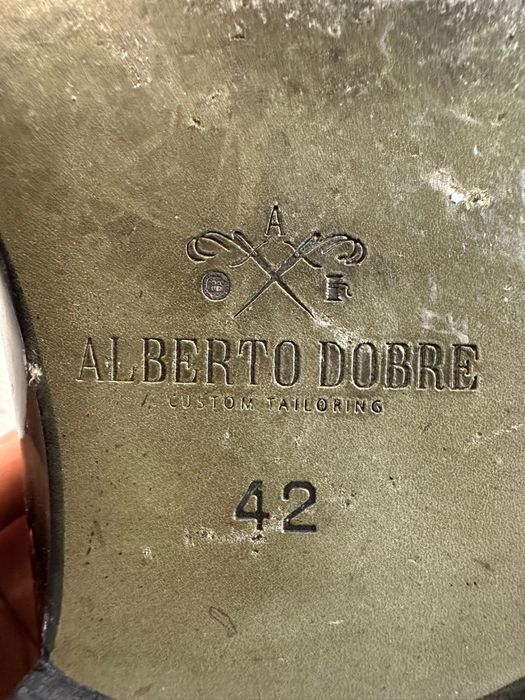 A
ALBERTO DOBRE
CUSTOM TAILORING
42